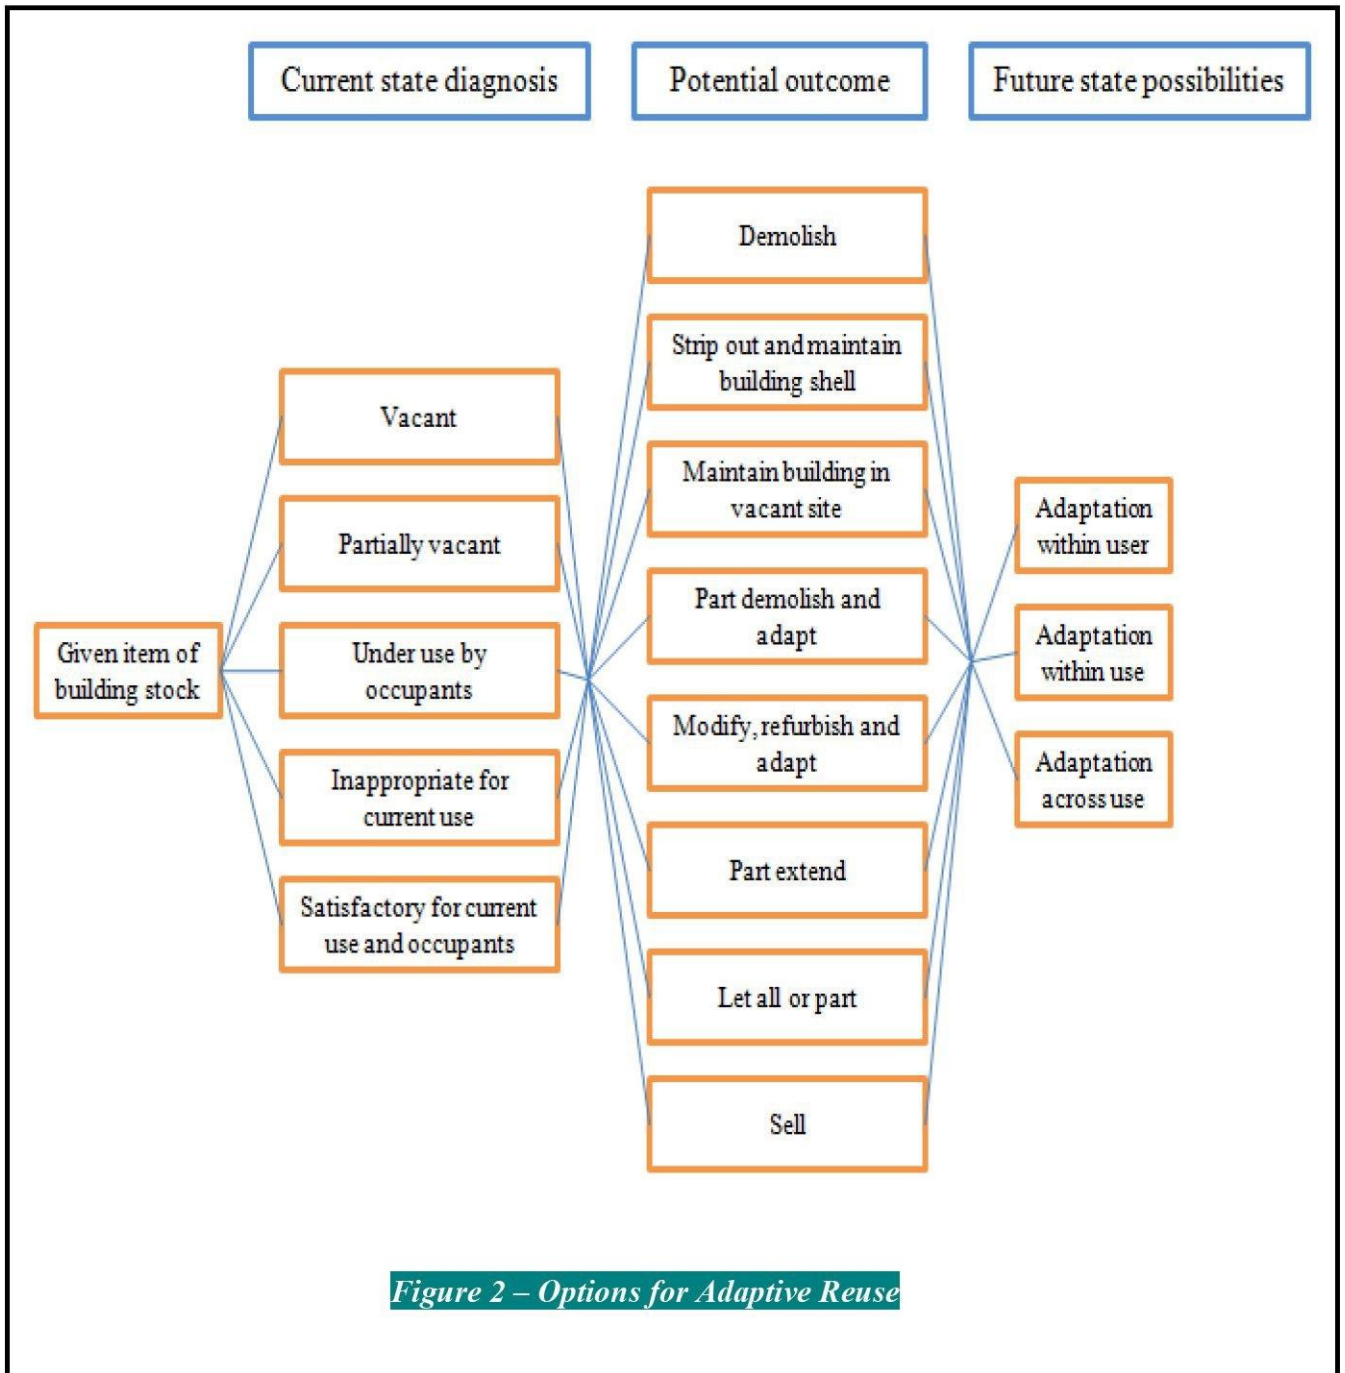 Current state diagnosis
Potential outcome
Future state possibilities
Given item of
building stock
Vacant
Partially vacant
Under use by
occupants
Inappropriate for
current use
Satisfactory for current
use and occupants
Demolish
Strip out and maintain
building shell
Maintain building in
vacant site
Part demolish and
adapt
Modify, refurbish and
adapt
Part extend
Let all or part
Sell
Adaptation
within user
Adaptation
within use
Adaptation
across use
Figure 2 – Options for Adaptive Reuse